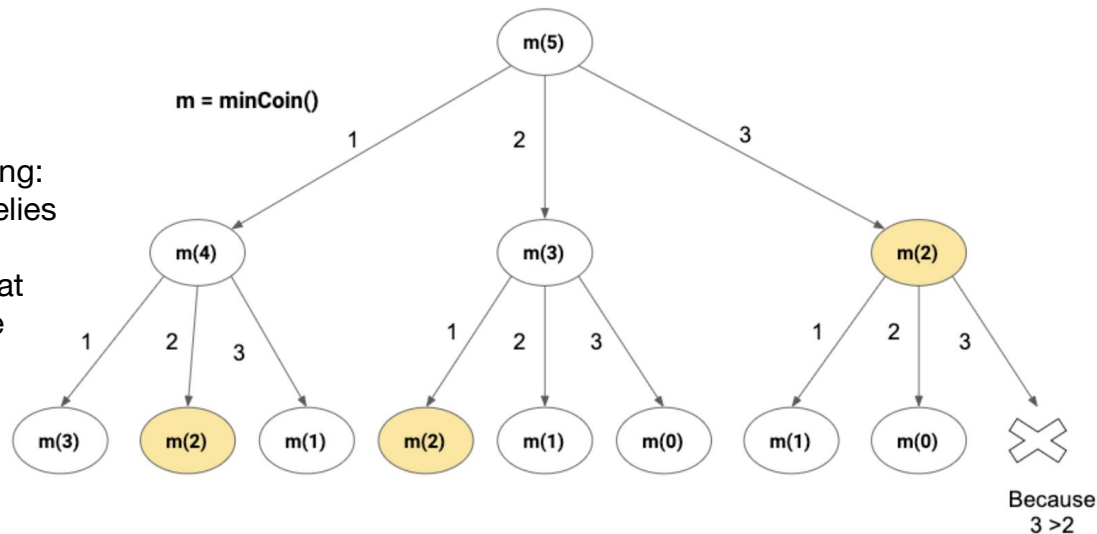 m(5)
m = minCoin()
1 2 3
ng:
elies
at
e
m(4) m(3) m(2)
1 2 3 1 2 3 1 2 3
m(3) m(2) m(1) m(2) m(1) m(0) m(1) m(0)
Because
3 >2